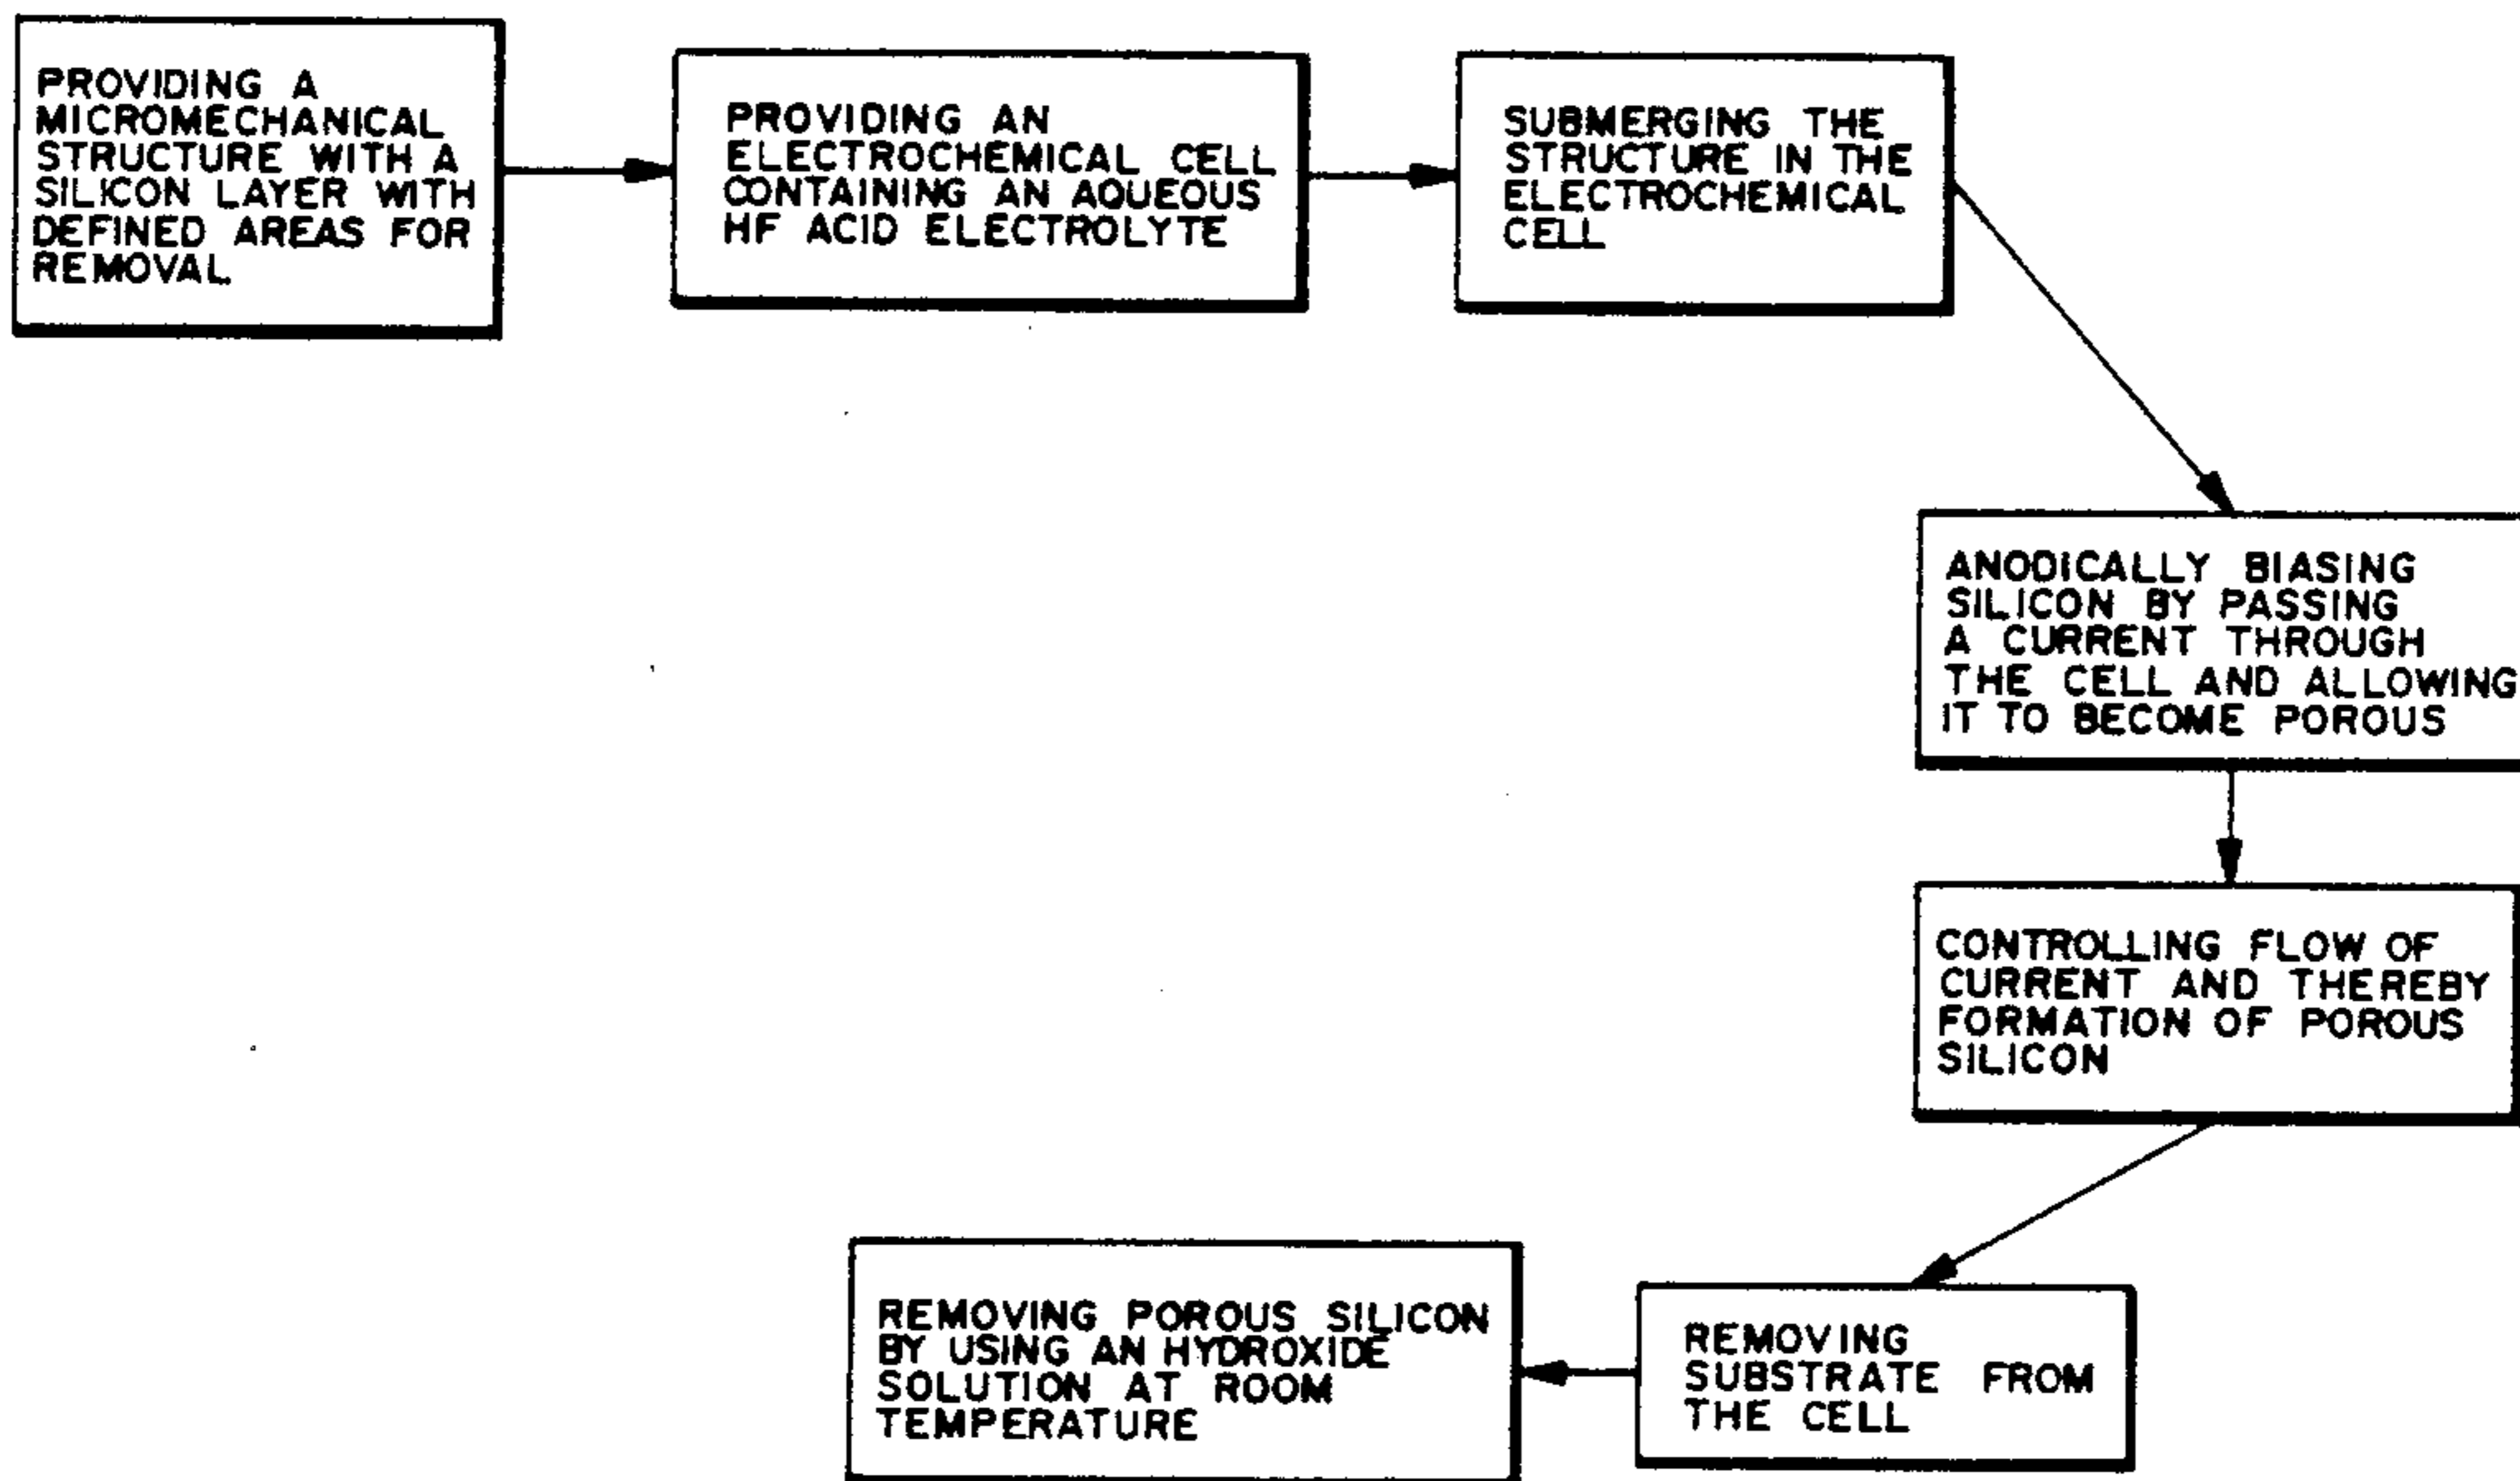 PROVIDING A
MICROMECHANICAL
STRUCTURE WITH A
SILICON LAYER WITH
DEFINED AREAS FOR
REMOVAL
PROVIDING AN
ELECTROCHEMICAL CELL
CONTAINING AN AQUEOUS
HF ACID ELECTROLYTE
SUBMERGING THE
STRUCTURE IN THE
ELECTROCHEMICAL
CELL
ANODICALLY BIASING
SILICON BY PASSING
A CURRENT THROUGH
THE CELL AND ALLOWING
IT TO BECOME POROUS
CONTROLLING FLOW OF
CURRENT AND THEREBY
FORMATION OF POROUS
SILICON
REMOVING
SUBSTRATE FROM
THE CELL
REMOVING POROUS SILICON
BY USING AN HYDROXIDE
SOLUTION AT ROOM
TEMPERATURE